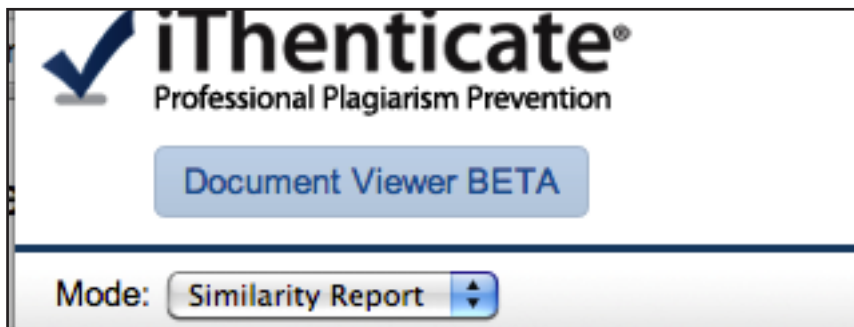 iThenticate®
Professional Plagiarism Prevention
Document Viewer BETA
Mode: Similarity Report